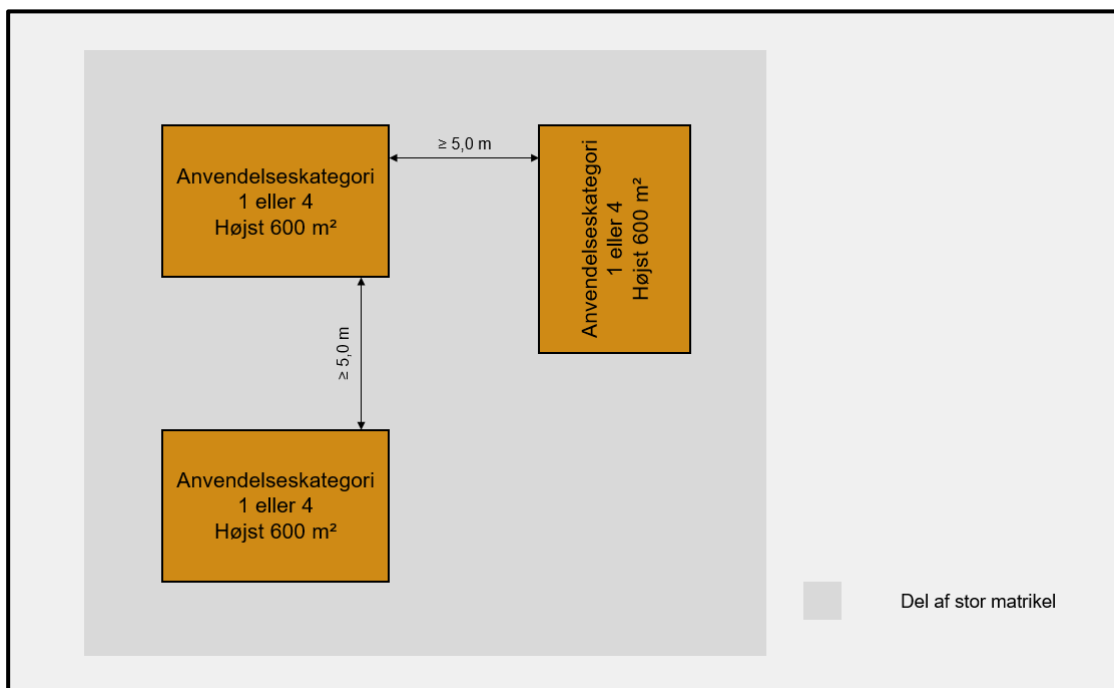 Anvendelseskategori
1 eller 4
Højst 600 m²
≥ 5,0 m
Anvendelseskategori
1 eller 4
Højst 600 m²
≥ 5,0 m
Anvendelseskategori
1 eller 4
Højst 600 m²
Del af stor matrikel